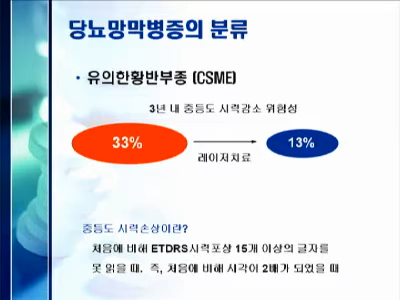 당뇨망막병증의 분류
• 유의한황반부종 (CSME)
3년 내 중등도 시력감소 위험성
33%
13%
레이저치료
중등도 시력손상이란?
처음에 비해 ETDRS시력표상 15개 이상의 글자를
못 읽을 때. 즉, 처음에 비해 시각이 2배가 되었을 때